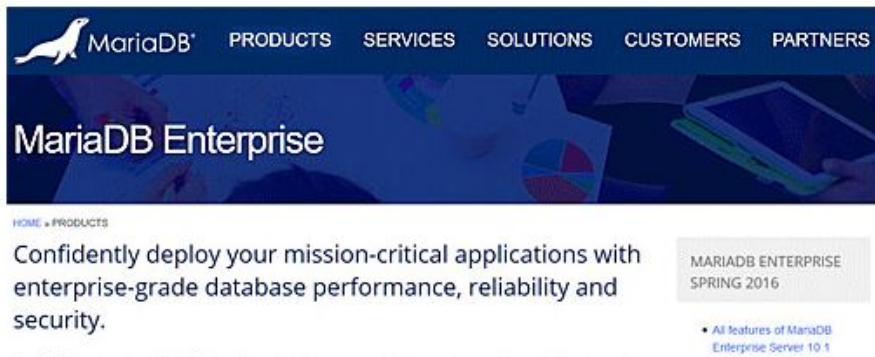 MariaDB PRODUCTS SERVICES SOLUTIONS CUSTOMERS PARTNERS
MariaDB Enterprise
HOME » PRODUCTS
Confidently deploy your mission-critical applications with
enterprise-grade database performance, reliability and
security.
MARIADB ENTERPRISE
SPRING 2016
• All features of MariaDB
Enterprise Server 10.1